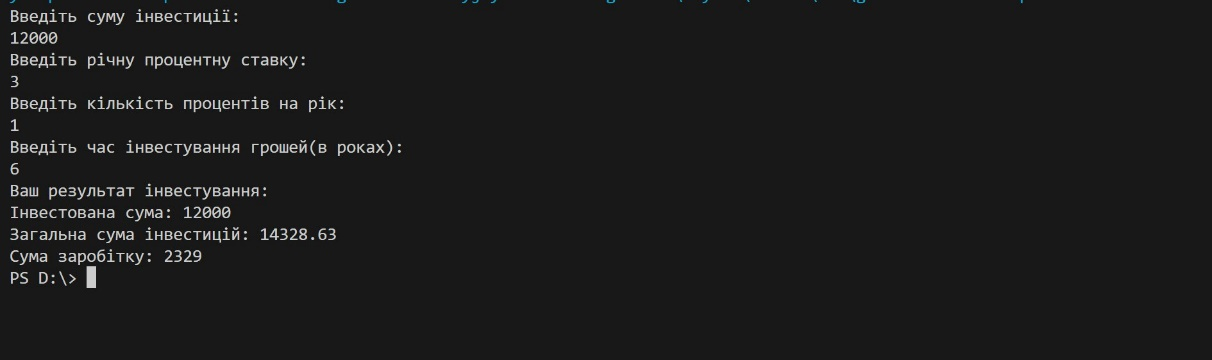 Введіть суму інвестиції:
12000
Введіть річну процентну ставку:
3
Введіть кількість процентів на рік:
1
Введіть час інвестування грошей(в роках):
6
Ваш результат інвестування:
Інвестована сума: 12000
Загальна сума інвестицій: 14328.63
Сума заробітку: 2329
PS D:\>